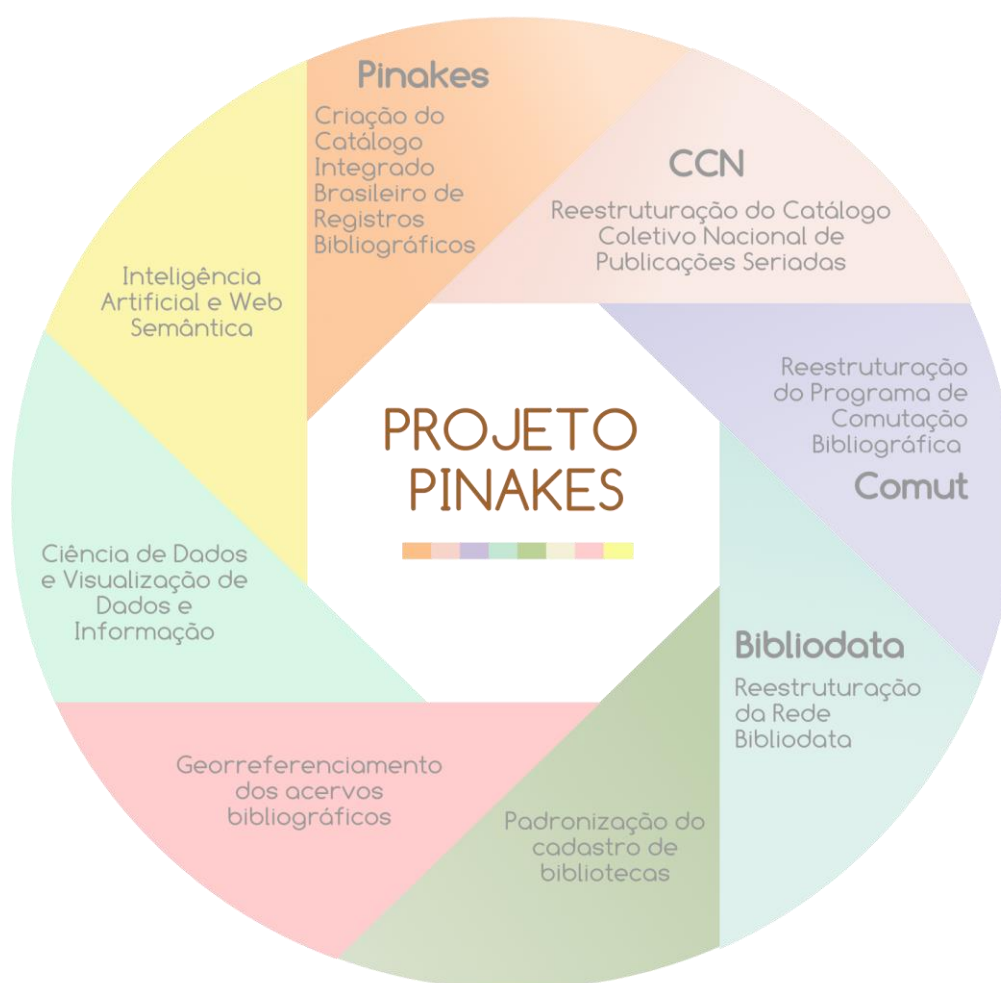 Pinakes
Criação do
Catálogo
Integrado
Brasileiro de
Registros
Bibliográficos
CCN
Reestruturação do Catálogo
Coletivo Nacional de
Publicações Seriadas
Reestruturação
do Programa de
Comutação
Bibliográfica
Comut
Bibliodata
Reestruturação
da Rede
Bibliodata
Padronização do
cadastro de
bibliotecas
Georreferenciamento
dos acervos
bibliográficos
Ciência de Dados
e Visualização de
Dados e
Informação
Inteligência
Artificial e Web
Semântica
PROJETO
PINAKES